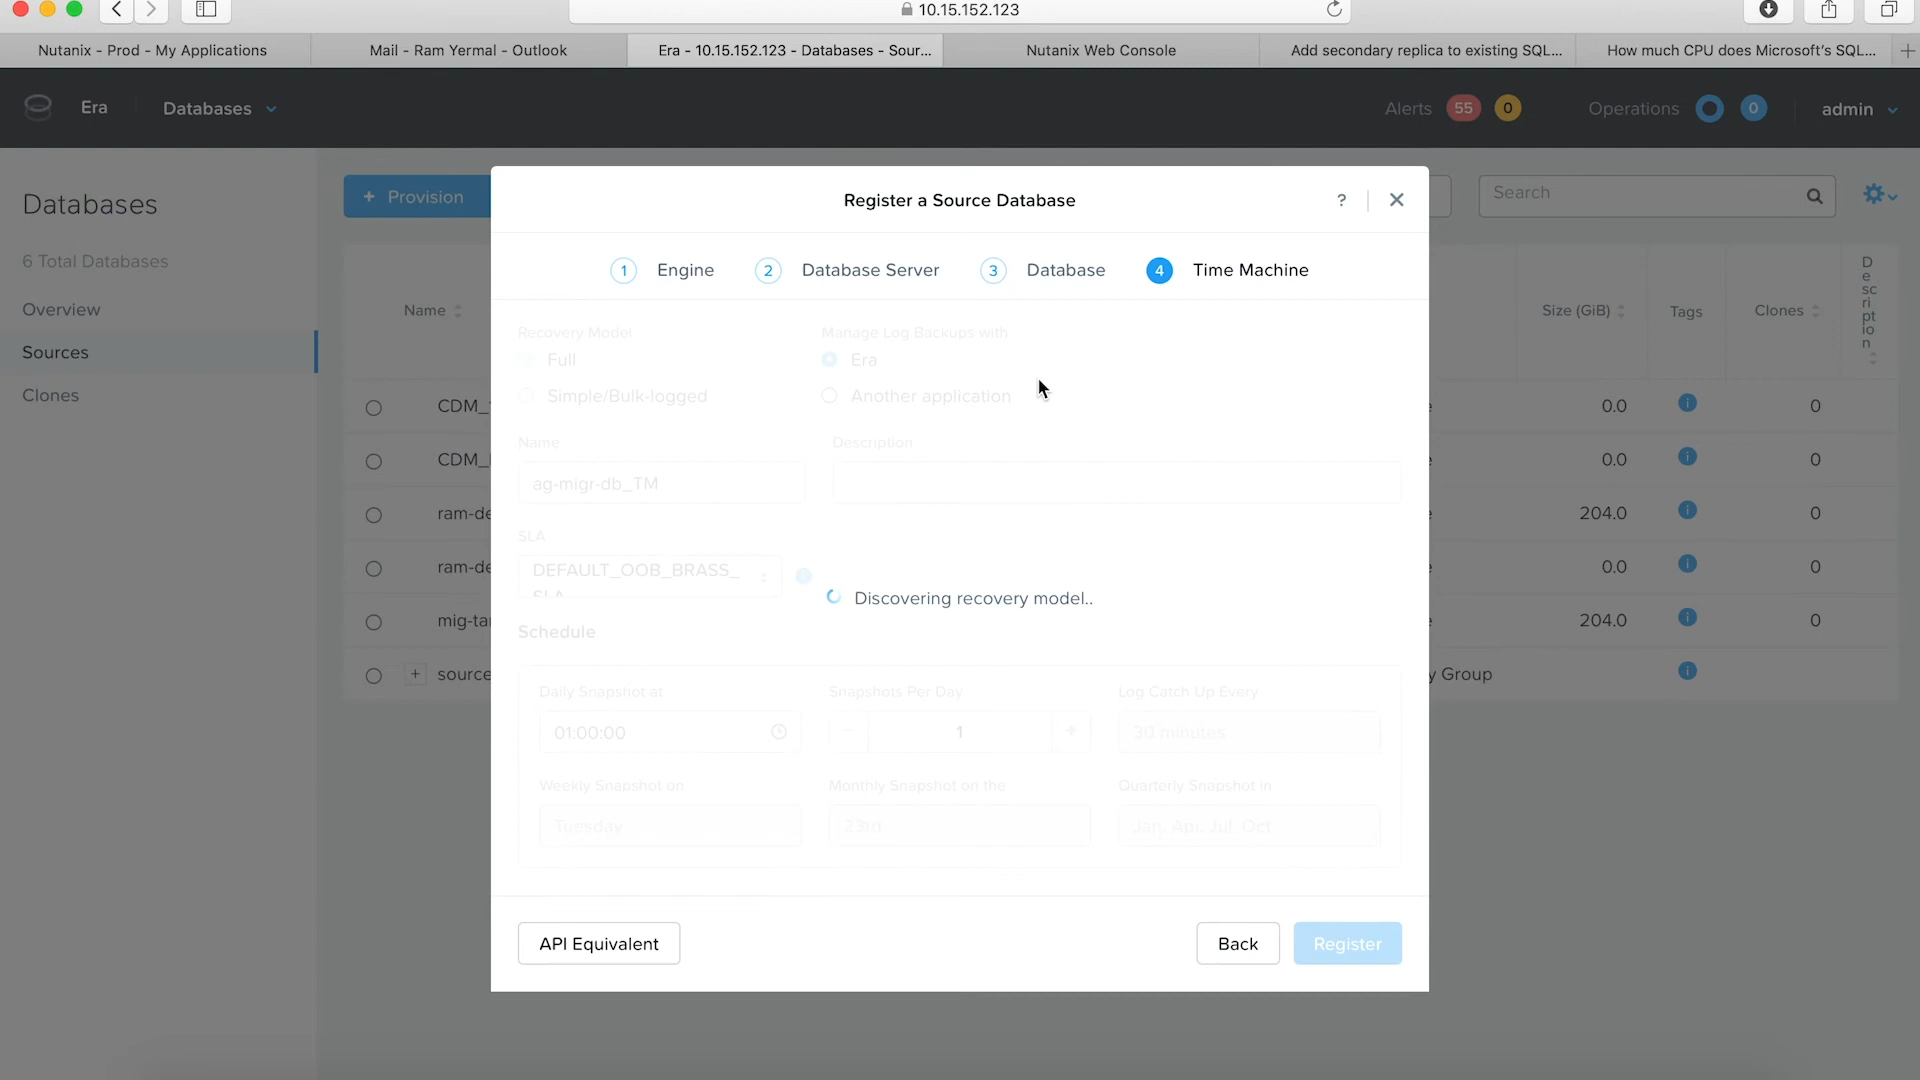 10.15.152.123
Nutanix - Prod - My Applications
Mail - Ram Yermal - Outlook
Era - 10.15.152.123 - Databases - Sour...
Nutanix Web Console
Add secondary replica to existing SQL...
How much CPU does Microsoft's SQL...
Era
Databases
Alerts 55 0
Operations 0
admin
Databases
6 Total Databases
Overview
Sources
Clones
+ Provision
Search
Name
Size (GiB)
Tags
Clones
Description
CDM_
0.0
0
CDM_
0.0
0
ram-de
204.0
0
ram-de
0.0
0
mig-ta
204.0
0
+ source
y Group
Register a Source Database
?
1 Engine
2 Database Server
3 Database
4 Time Machine
Recovery Model
Manage Log Backups with
Full
Era
Simple/Bulk-logged
Another application
Name
Description
ag-migr-db_TM
SLA
DEFAULT_OOB_BRASS_
SLA
Discovering recovery model..
Schedule
Daily Snapshot at
Snapshots Per Day
Log Catch Up Every
01:00:00
− 1 +
30 minutes
Weekly Snapshot on
Monthly Snapshot on the
Quarterly Snapshot in
Tuesday
23rd
Jan, Apr, Jul, Oct
API Equivalent
Back
Register